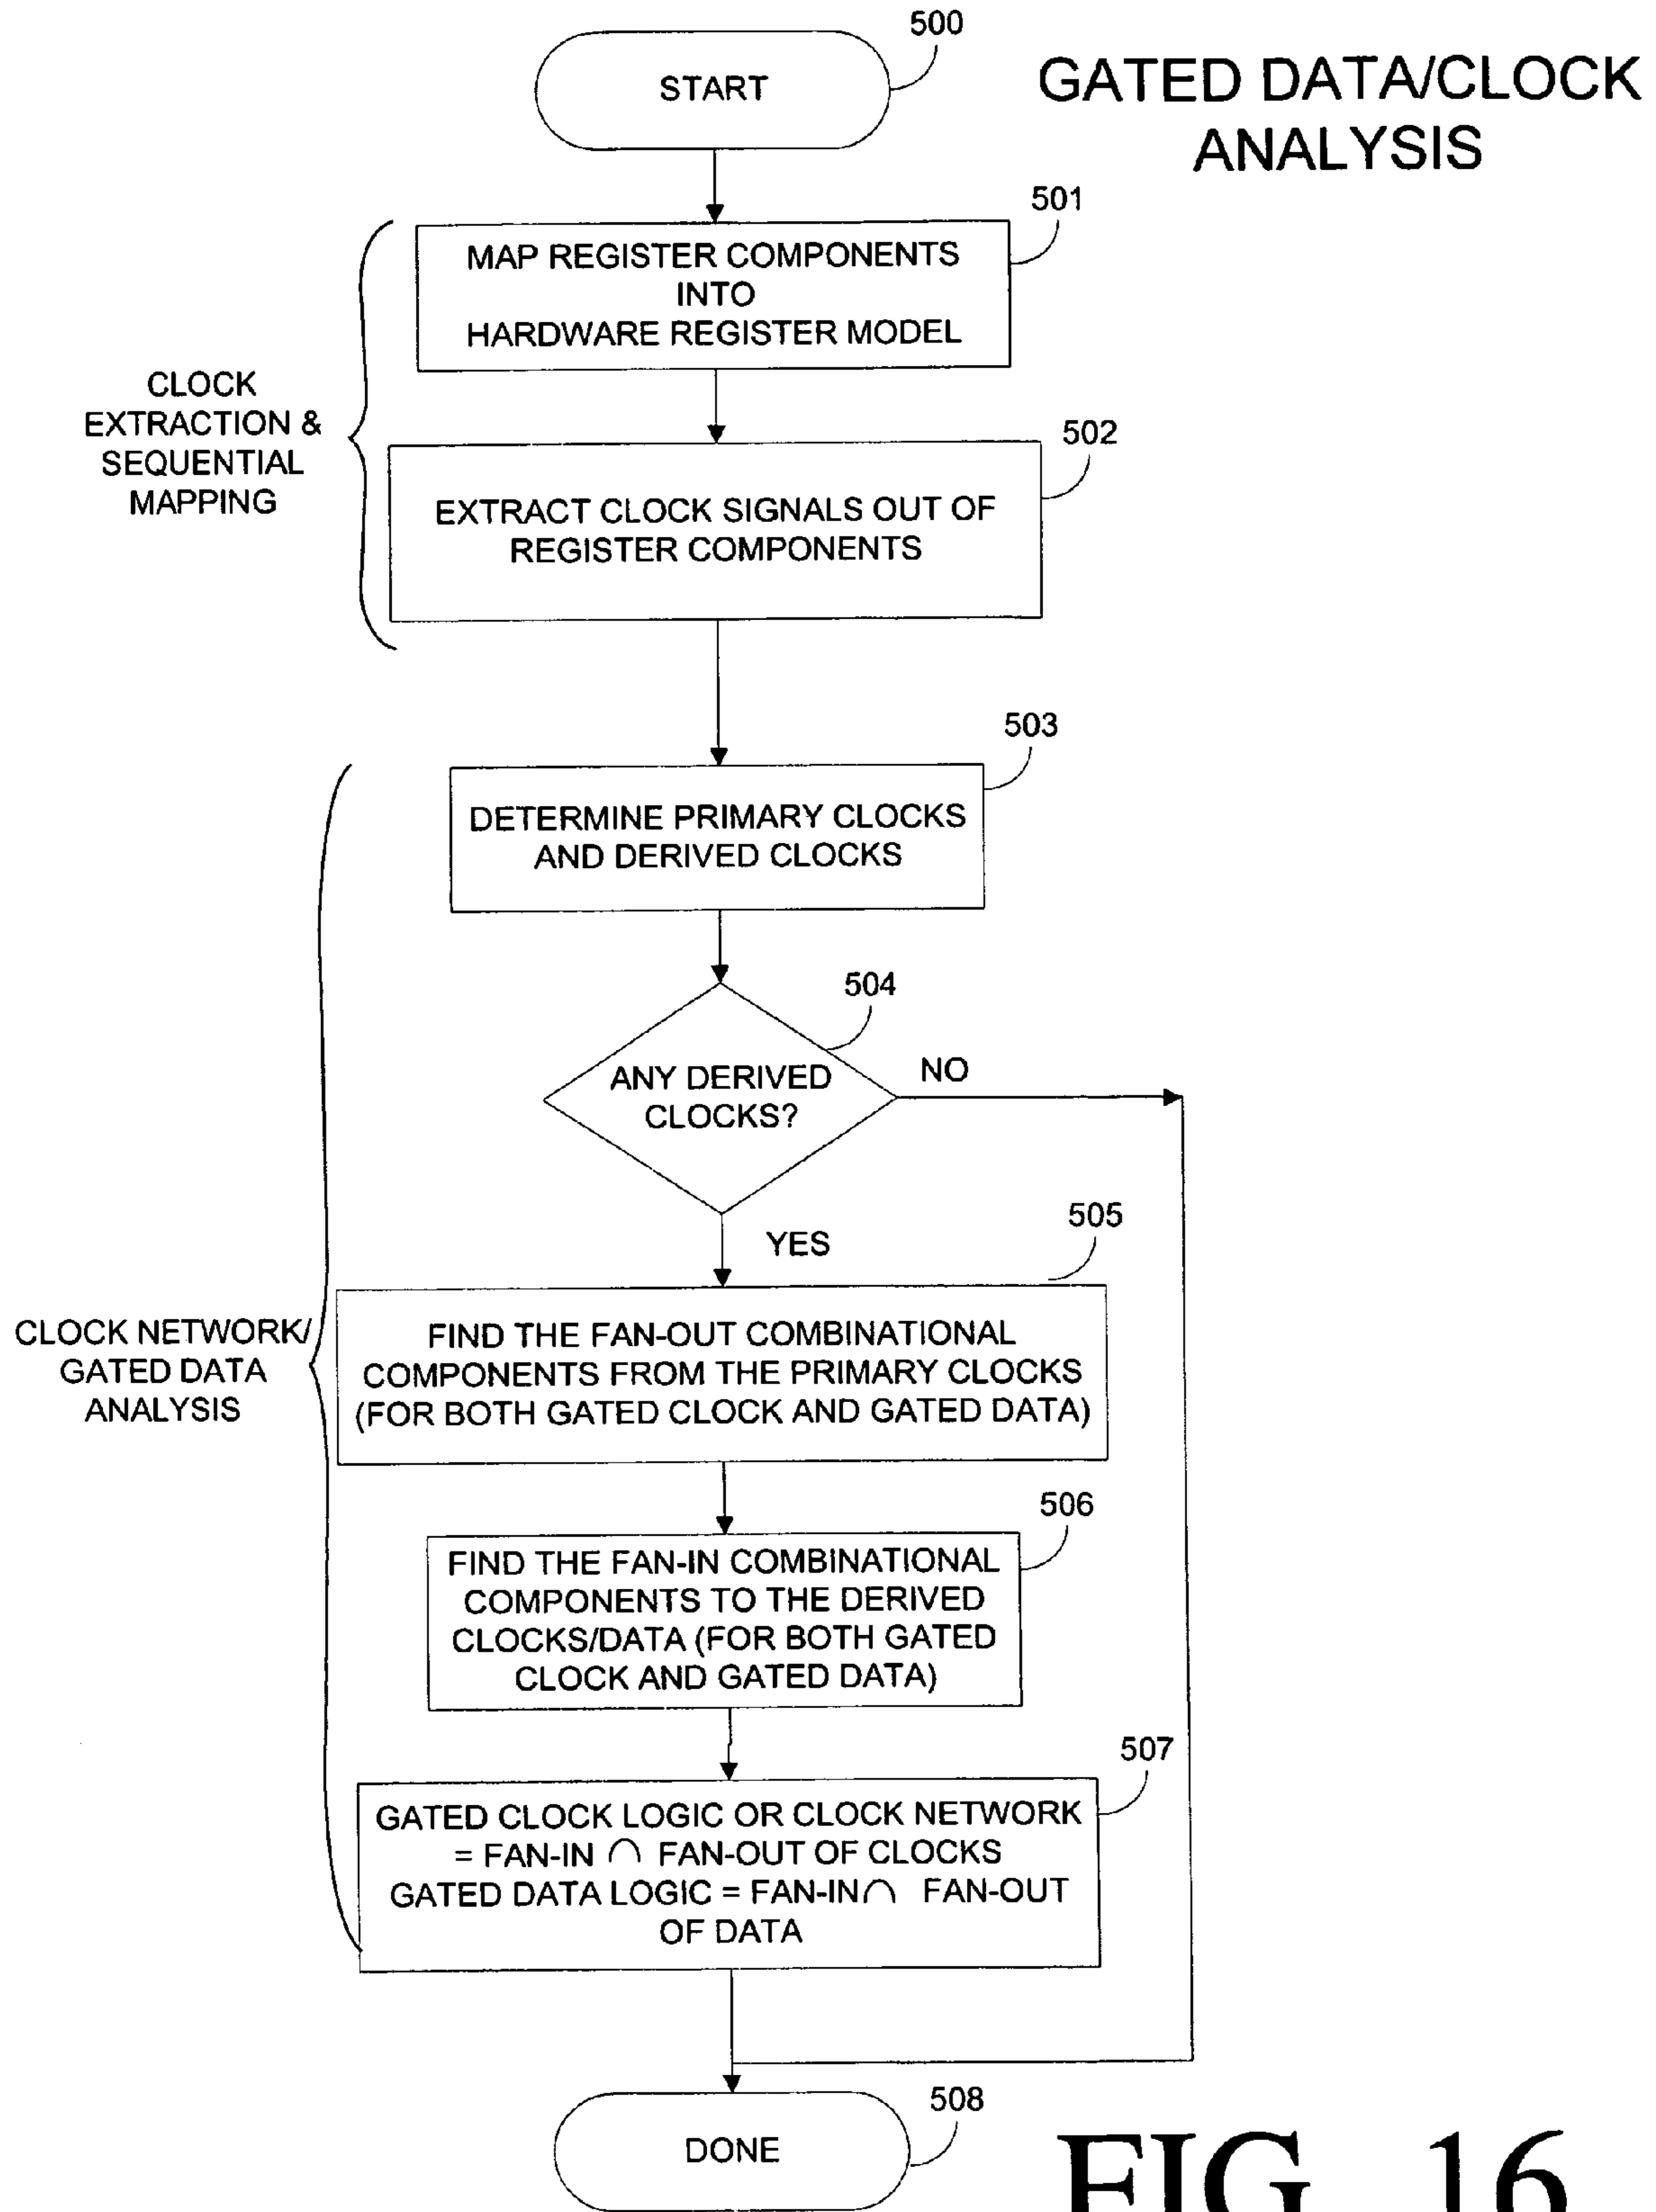 500
START
GATED DATA/CLOCK
ANALYSIS
501
MAP REGISTER COMPONENTS
INTO
HARDWARE REGISTER MODEL
CLOCK
EXTRACTION &
SEQUENTIAL
MAPPING
502
EXTRACT CLOCK SIGNALS OUT OF
REGISTER COMPONENTS
503
DETERMINE PRIMARY CLOCKS
AND DERIVED CLOCKS
504
ANY DERIVED
CLOCKS?
NO
YES
505
CLOCK NETWORK/
GATED DATA
ANALYSIS
FIND THE FAN-OUT COMBINATIONAL
COMPONENTS FROM THE PRIMARY CLOCKS
(FOR BOTH GATED CLOCK AND GATED DATA)
506
FIND THE FAN-IN COMBINATIONAL
COMPONENTS TO THE DERIVED
CLOCKS/DATA (FOR BOTH GATED
CLOCK AND GATED DATA)
507
GATED CLOCK LOGIC OR CLOCK NETWORK
= FAN-IN ∩ FAN-OUT OF CLOCKS
GATED DATA LOGIC = FAN-IN ∩ FAN-OUT
OF DATA
508
DONE
FIG. 16